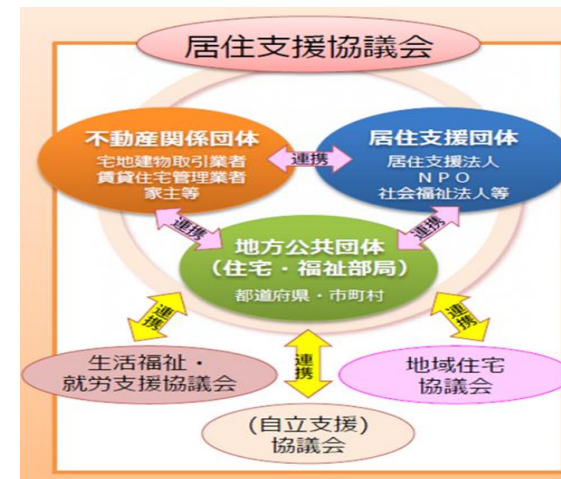 居住支援協議会
不動産関係団体
宅地建物取引業者
賃貸住宅管理業者
家主等
連携
居住支援団体
居住支援法人
NPO
社会福祉法人等
連携
連携
地方公共団体
(住宅・福祉部局)
都道府県・市町村
連携
連携
連携
生活福祉・
就労支援協議会
(自立支援)
協議会
地域住宅
協議会